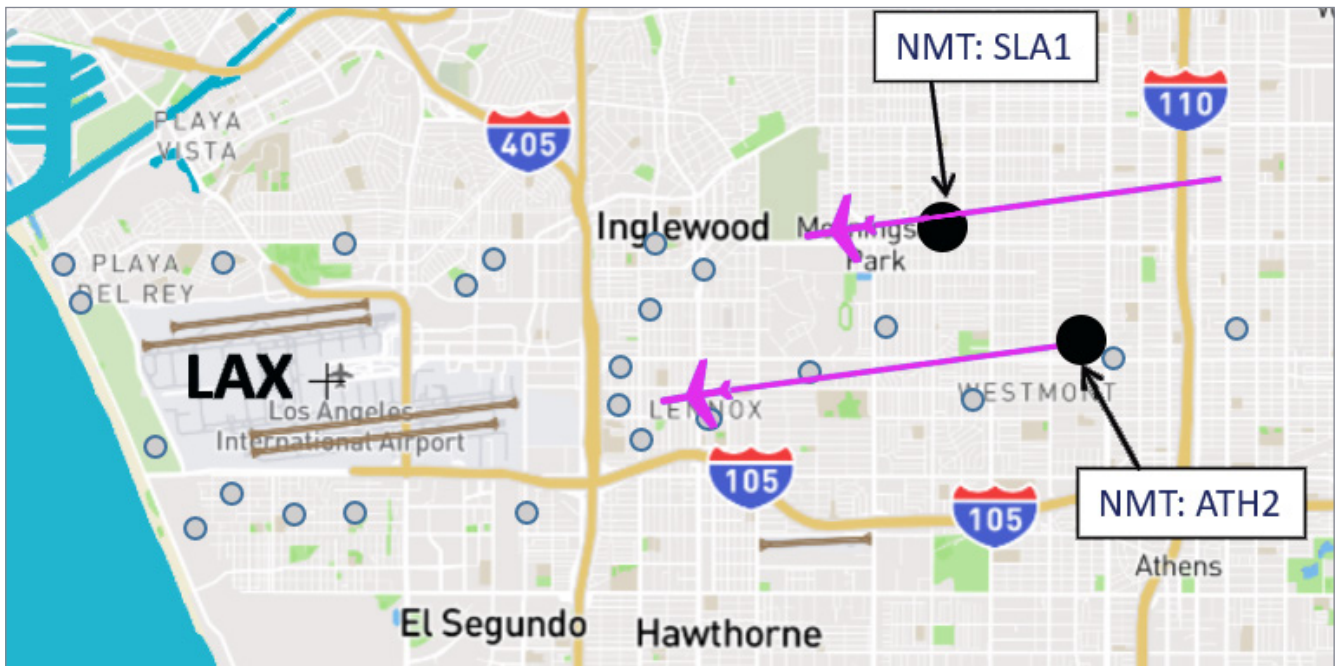 NMT: SLA1
110
PLAYA
VISTA
405
Inglewood
Park
PLAYA
DEL REY
LAX
Los Angeles
International Airport
LENNOX
WESTMONT
105
NMT: ATH2
105
Athens
El Segundo
Hawthorne